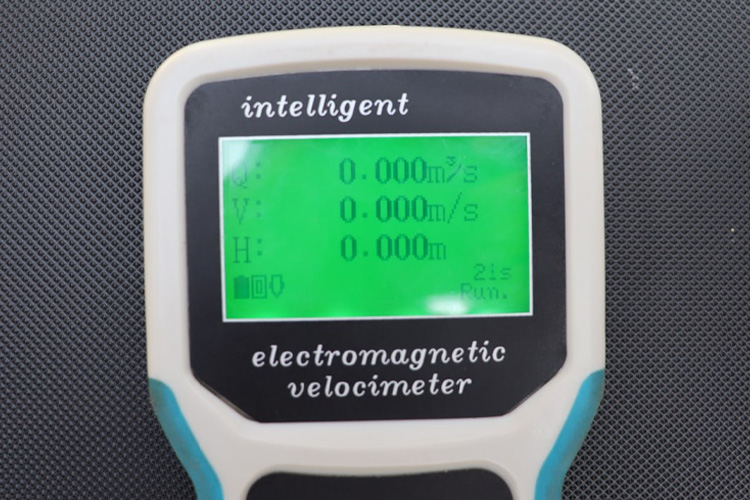 intelligent
Q: 0.000m³/s
V: 0.000m/s
H: 0.000m
21s
Run.
electromagnetic
velocimeter